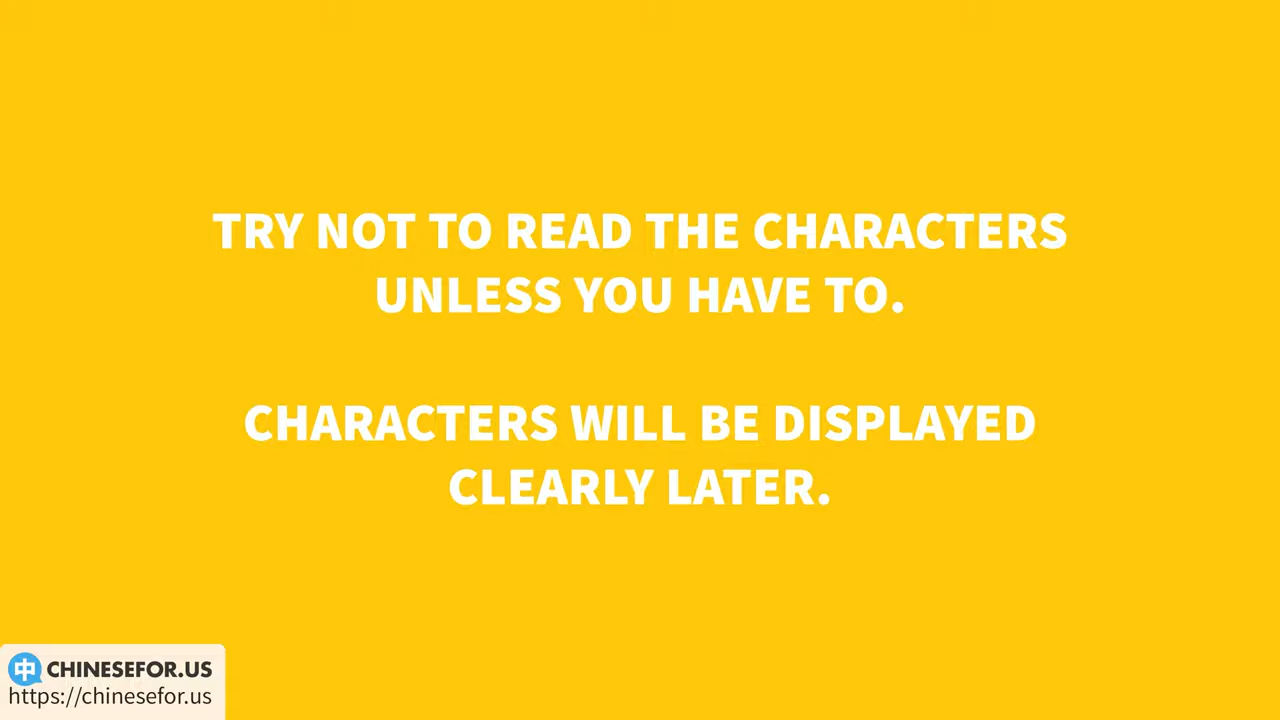 TRY NOT TO READ THE CHARACTERS
UNLESS YOU HAVE TO.
CHARACTERS WILL BE DISPLAYED
CLEARLY LATER.
中 CHINESEFOR.US
https://chinesefor.us